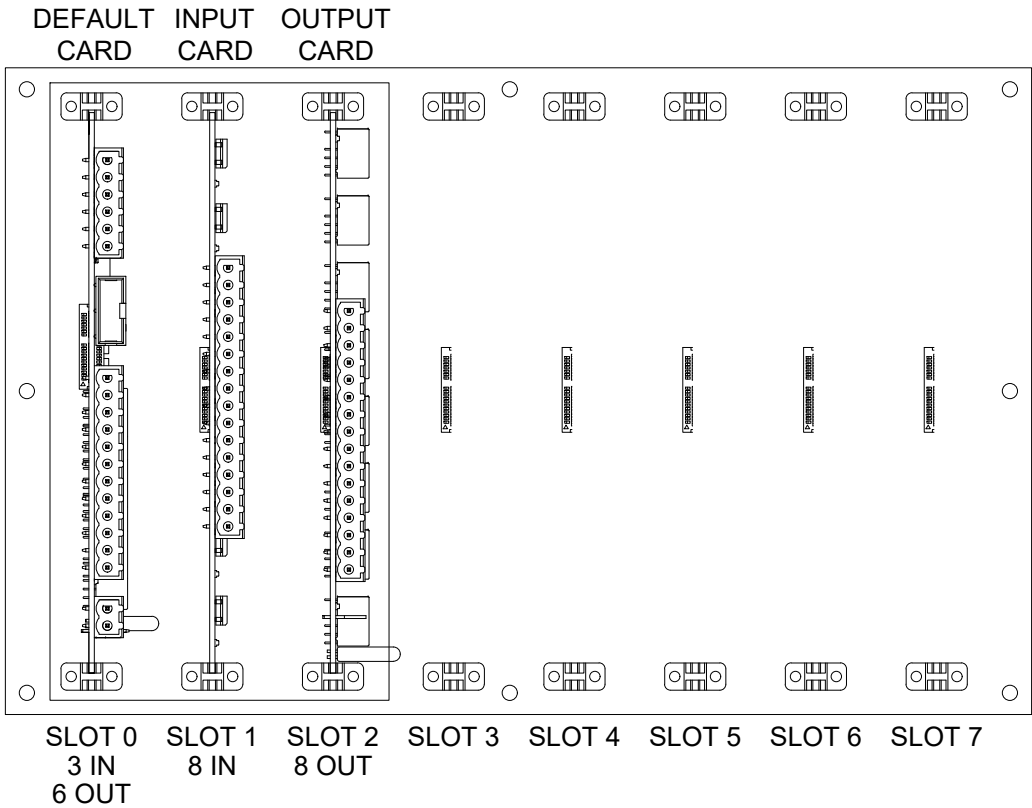 DEFAULT CARD
INPUT CARD
OUTPUT CARD
SLOT 0
3 IN
6 OUT
SLOT 1
8 IN
SLOT 2
8 OUT
SLOT 3
SLOT 4
SLOT 5
SLOT 6
SLOT 7